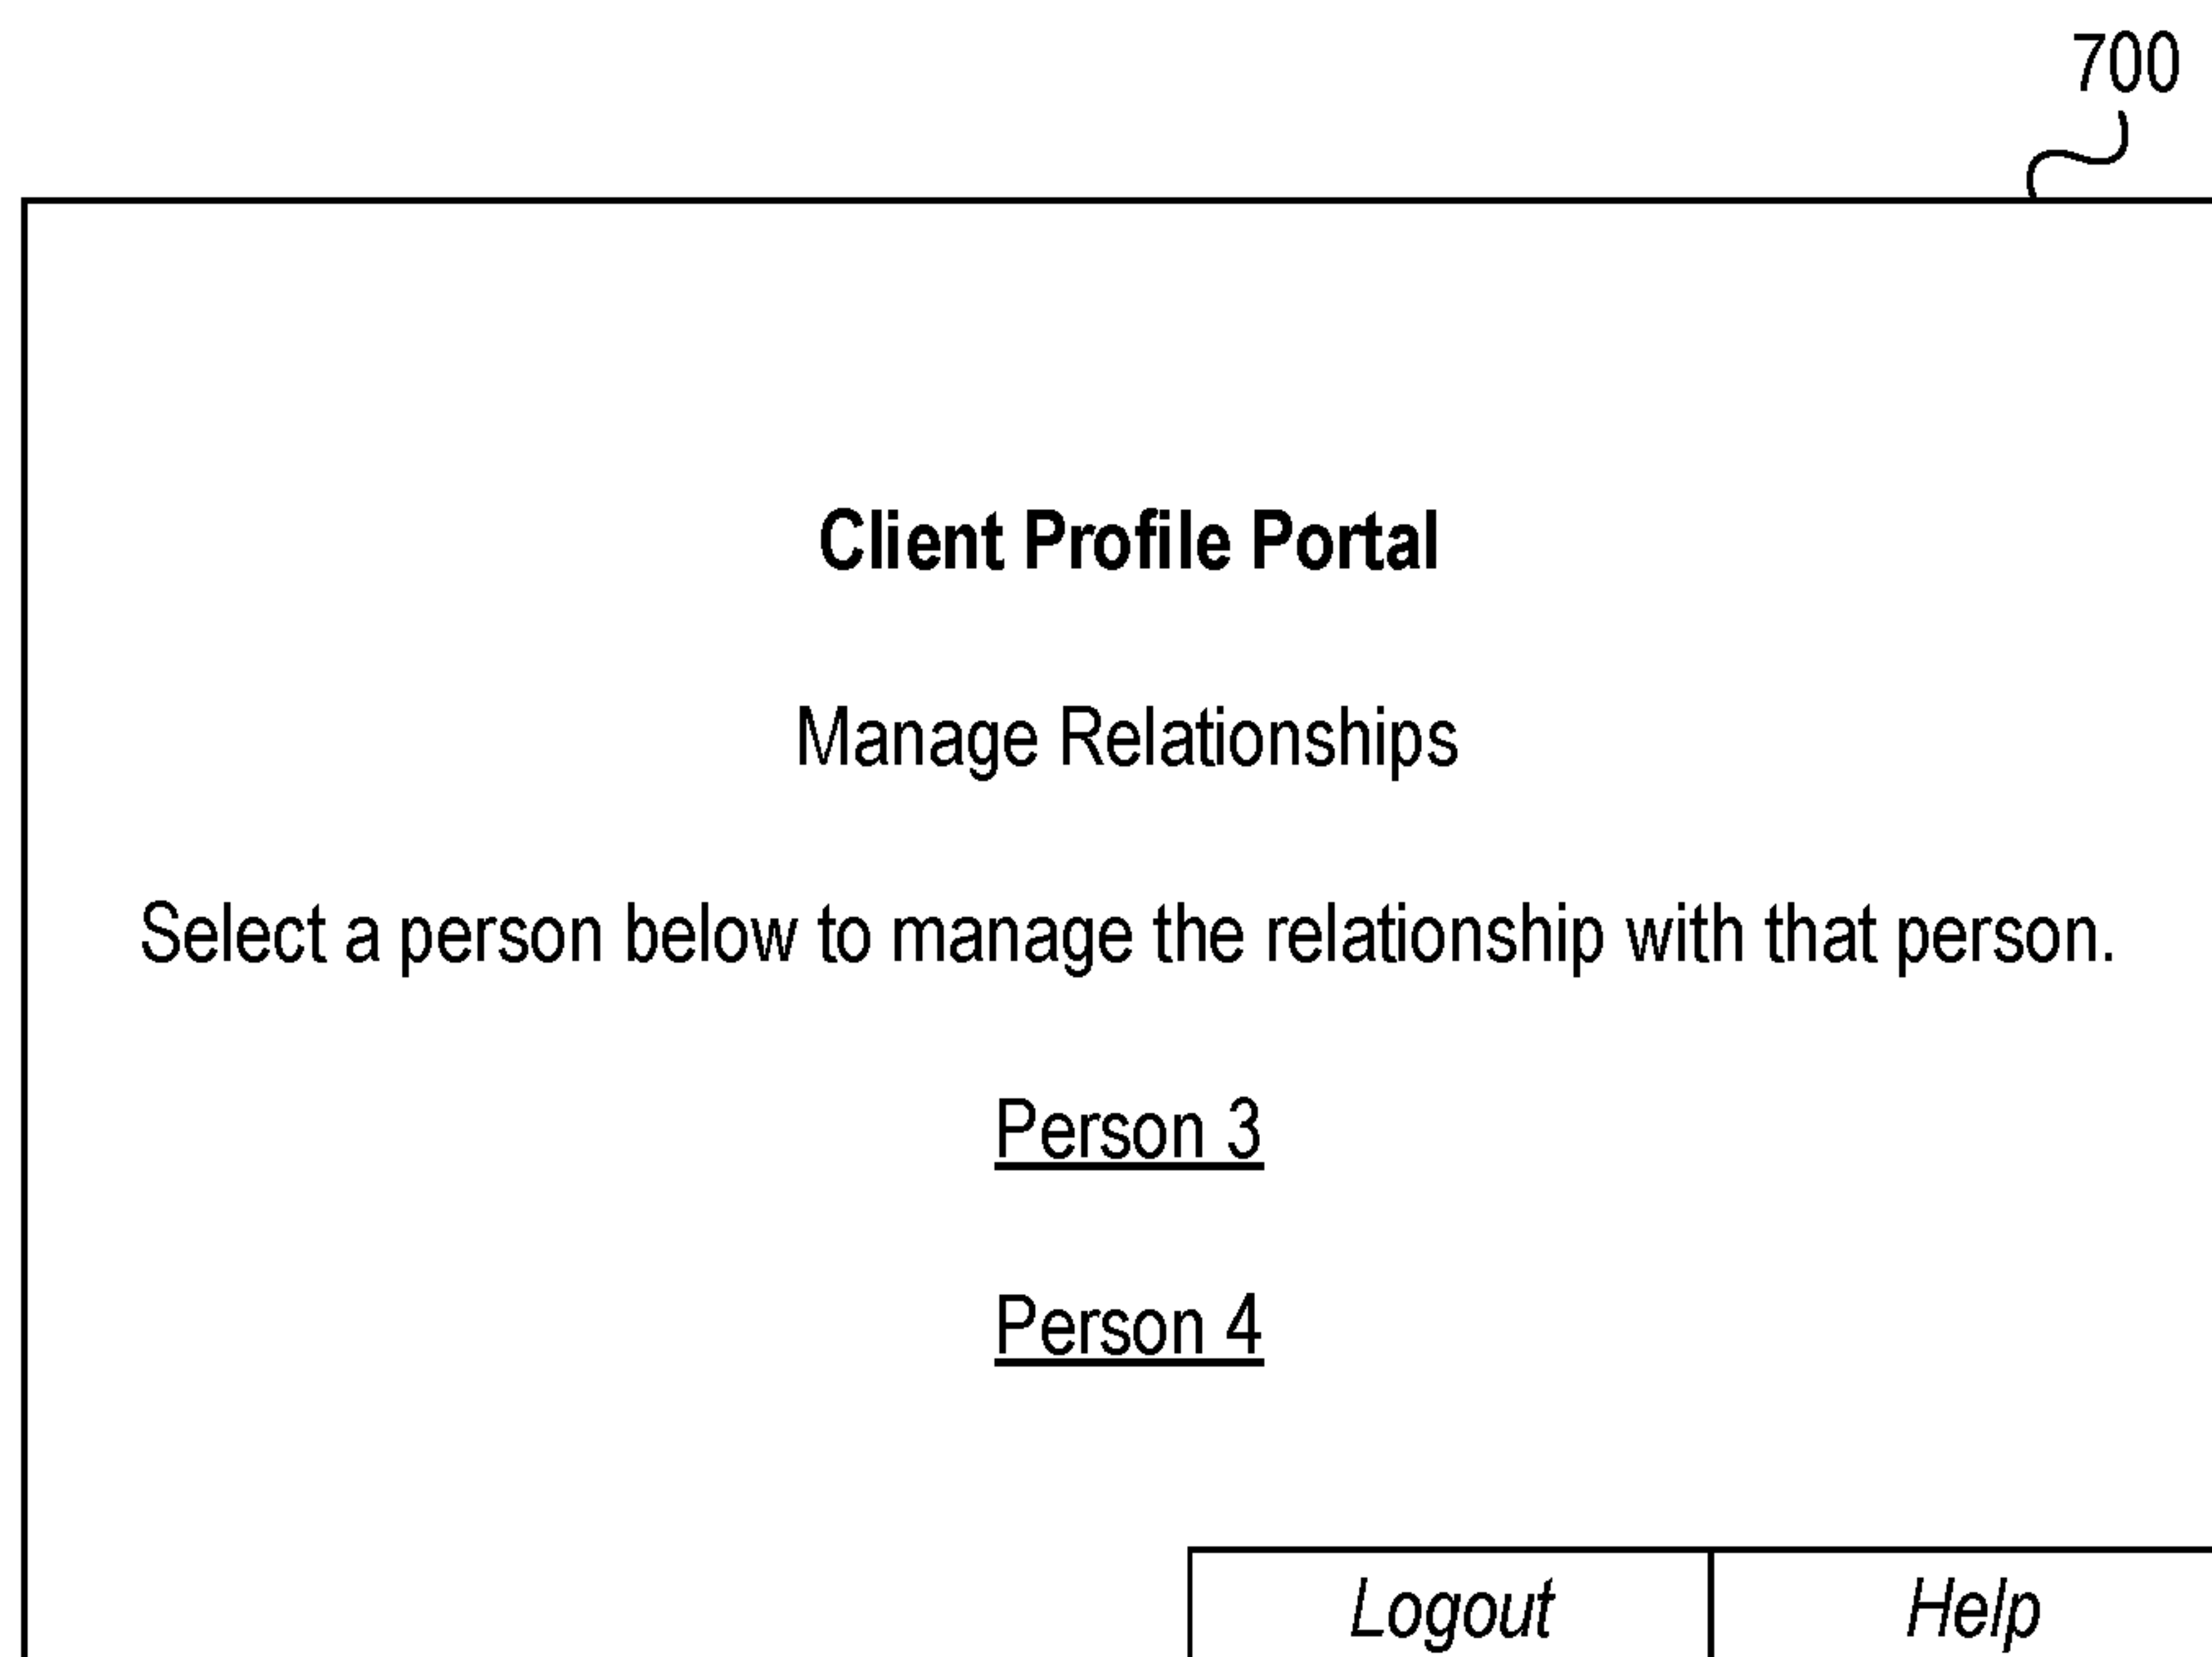 700
Client Profile Portal
Manage Relationships
Select a person below to manage the relationship with that person.
Person 3
Person 4
Logout Help